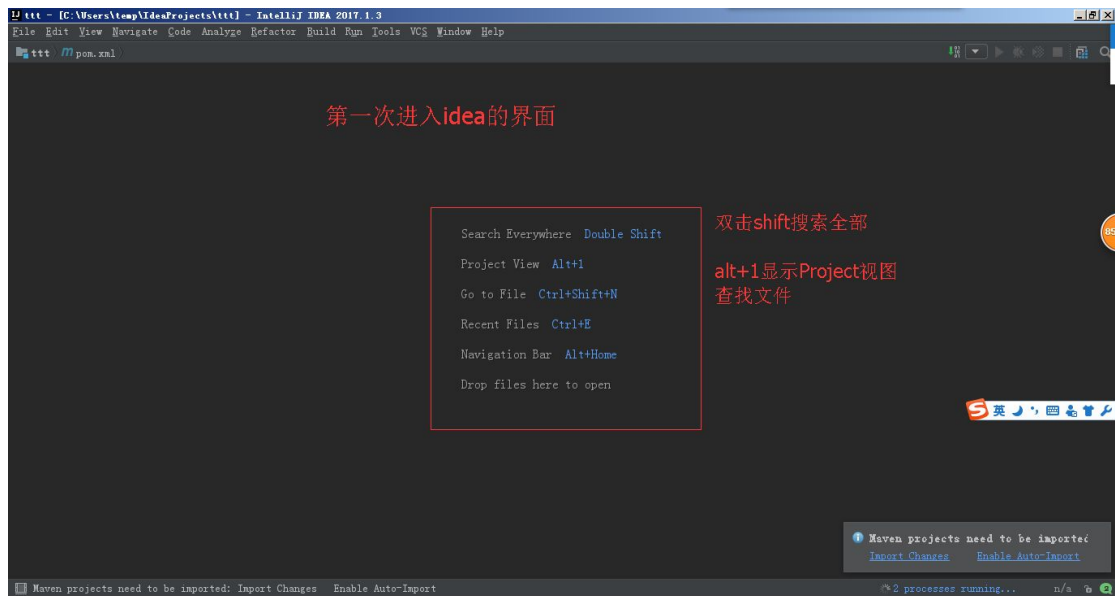 ttt - [C:\Users\temp\IdeaProjects\ttt] - IntelliJ IDEA 2017.1.3
File Edit View Navigate Code Analyze Refactor Build Run Tools VCS Window Help
ttt m pom.xml
第一次进入idea的界面
Search Everywhere Double Shift
双击shift搜索全部
Project View Alt+1
alt+1显示Project视图
Go to File Ctrl+Shift+N
查找文件
Recent Files Ctrl+E
Navigation Bar Alt+Home
Drop files here to open
85
S 英
Maven projects need to be imported
Import Changes Enable Auto-Import
Maven projects need to be imported: Import Changes Enable Auto-Import
2 processes running... n/a